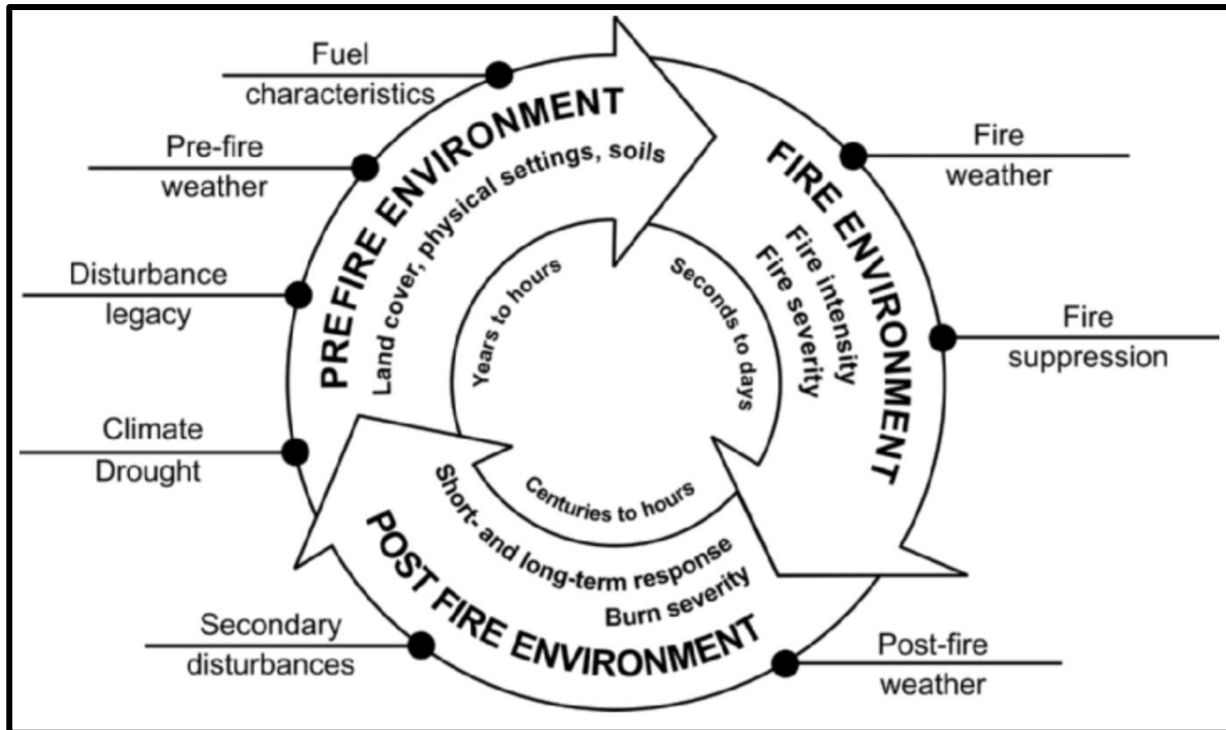 Fuel
characteristics
Pre-fire
weather
Disturbance
legacy
Climate
Drought
PREFIRE ENVIRONMENT
Land cover, physical settings, soils
Years to hours
Fire
weather
Fire
suppression
FIRE ENVIRONMENT
Fire intensity
Fire severity
Seconds to days
Centuries to hours
Short- and long-term response
Burn severity
POST FIRE ENVIRONMENT
Secondary
disturbances
Post-fire
weather